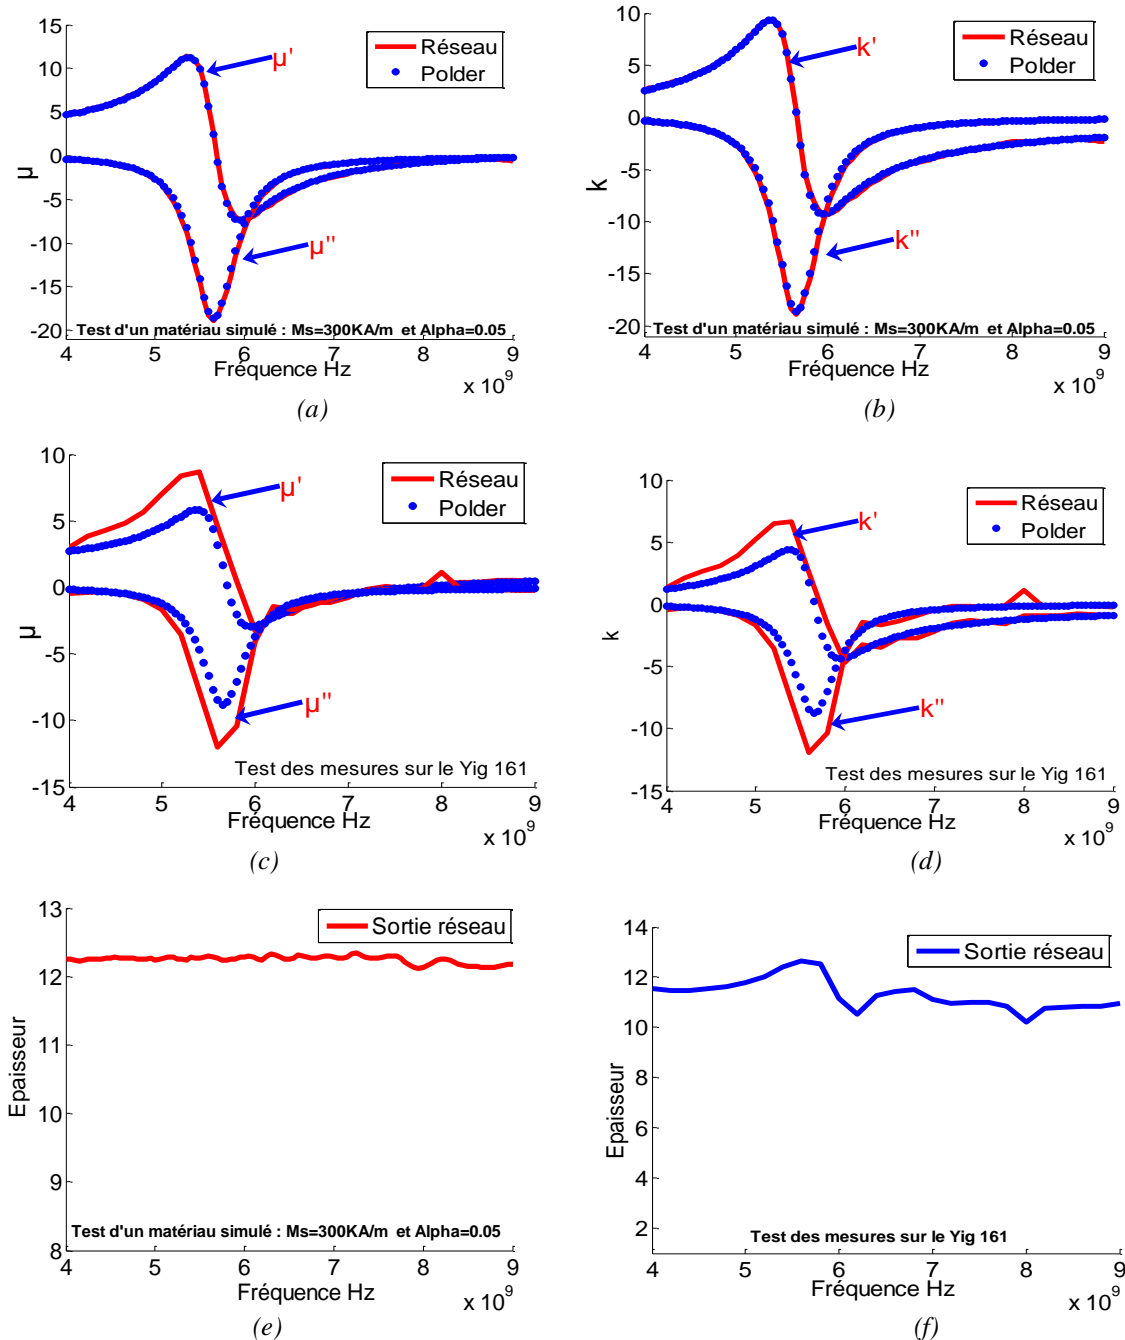 15
10
5
0
-5
-10
-15
-20
µ
µ'
µ"
Réseau
Polder
Test d'un matériau simulé : Ms=300KA/m et Alpha=0.05
4 5 6 7 8 9
Fréquence Hz
x 10^9
(a)
10
5
0
-5
-10
-15
-20
k
k'
k"
Réseau
Polder
Test d'un matériau simulé : Ms=300KA/m et Alpha=0.05
4 5 6 7 8 9
Fréquence Hz
x 10^9
(b)
10
5
0
-5
-10
-15
µ
µ'
µ"
Réseau
Polder
Test des mesures sur le Yig 161
4 5 6 7 8 9
Fréquence Hz
x 10^9
(c)
10
5
0
-5
-10
-15
k
k'
k"
Réseau
Polder
Test des mesures sur le Yig 161
4 5 6 7 8 9
Fréquence Hz
x 10^9
(d)
13
12
11
10
9
8
Epaisseur
Sortie réseau
Test d'un matériau simulé : Ms=300KA/m et Alpha=0.05
4 5 6 7 8 9
Fréquence Hz
x 10^9
(e)
14
12
10
8
6
4
2
Epaisseur
Sortie réseau
Test des mesures sur le Yig 161
4 5 6 7 8 9
Fréquence Hz
x 10^9
(f)